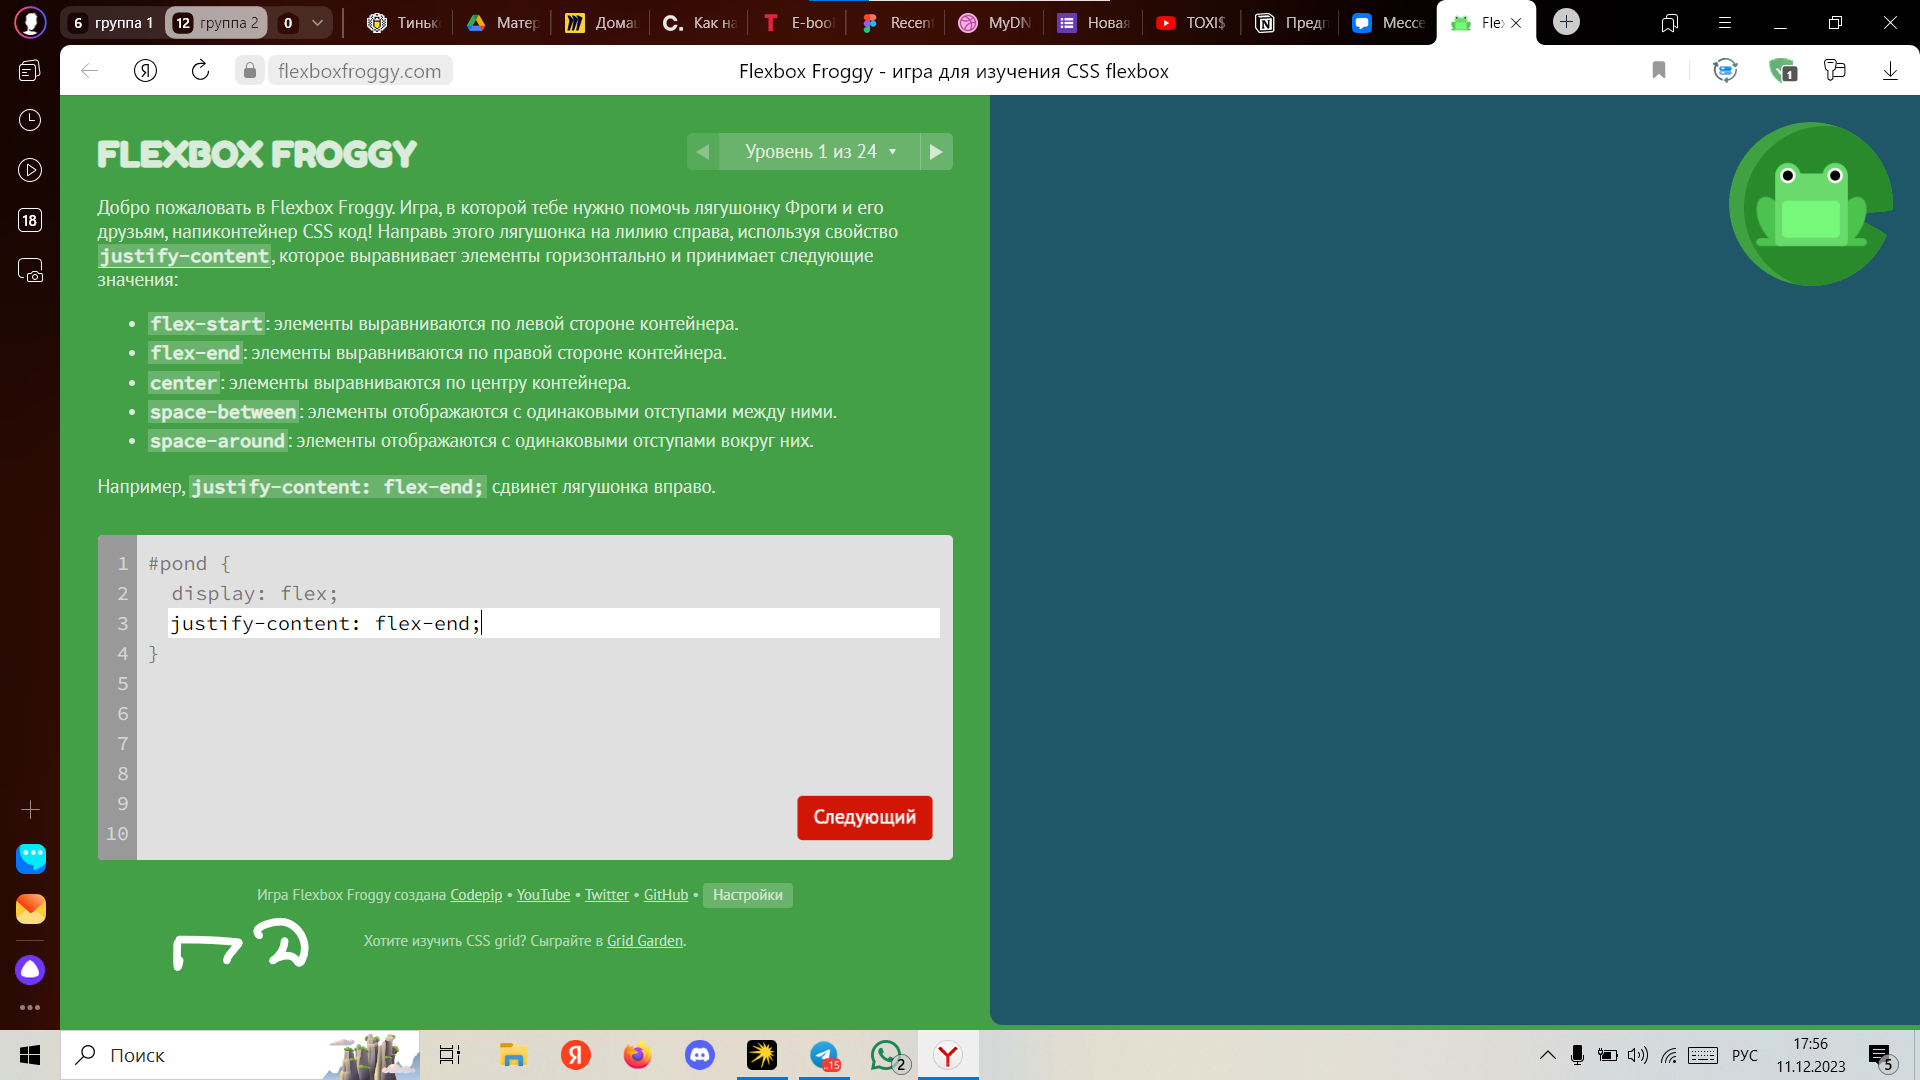 6 группа 1 12 группа 2 0 Тинь Матер Дома Как на E-boo Recen MyDN Новая TOXI$ Предп Мессе Flex
flexboxfroggy.com Flexbox Froggy - игра для изучения CSS flexbox 1
18
FLEXBOX FROGGY
Уровень 1 из 24
Добро пожаловать в Flexbox Froggy. Игра, в которой тебе нужно помочь лягушонку Фроги и его
друзьям, напиконтейнер CSS код! Направь этого лягушонка на лилию справа, используя свойство
justify-content, которое выравнивает элементы горизонтально и принимает следующие
значения:
• flex-start: элементы выравниваются по левой стороне контейнера.
• flex-end: элементы выравниваются по правой стороне контейнера.
• center: элементы выравниваются по центру контейнера.
• space-between: элементы отображаются с одинаковыми отступами между ними.
• space-around: элементы отображаются с одинаковыми отступами вокруг них.
Например, justify-content: flex-end; сдвинет лягушонка вправо.
1 #pond {
2 display: flex;
3 justify-content: flex-end;
4 }
5
6
7
8
9
10
Следующий
Игра Flexbox Froggy создана Codepip • YouTube • Twitter • GitHub • Настройки
Хотите изучить CSS grid? Сыграйте в Grid Garden.
Поиск
..15
2
РУС
17:56
11.12.2023
5